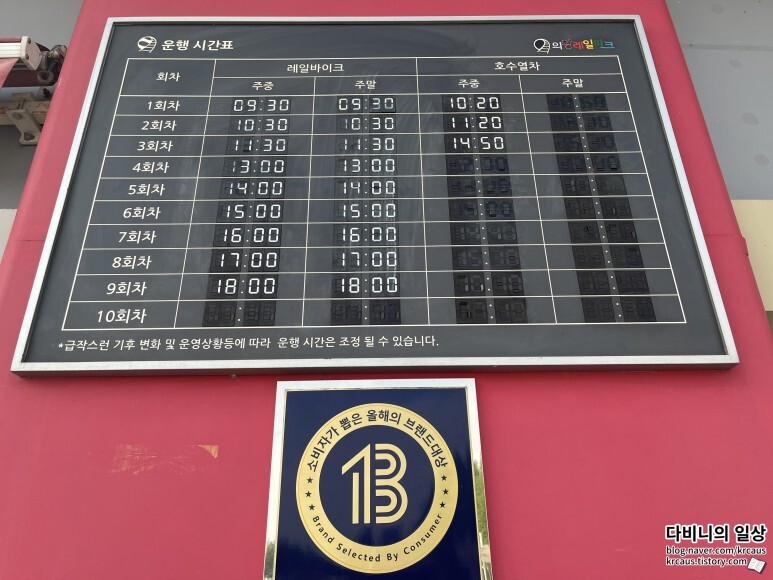 운행 시간표
의왕레일파크
회차 레일바이크 호수열차
주중 주말 주중 주말
1회차 09:30 09:30 10:20
2회차 10:30 10:30 11:20
3회차 11:30 11:30 14:50
4회차 13:00 13:00
5회차 14:00 14:00
6회차 15:00 15:00
7회차 16:00 16:00
8회차 17:00 17:00
9회차 18:00 18:00
10회차
*급작스런 기후 변화 및 운영상황등에 따라 운행 시간은 조정 될 수 있습니다.
소비자가 뽑은 올해의 브랜드대상
B
Brand Selected By Consumer
다비니의 일상
blog.naver.com/krcaus
krcaus.tistory.com